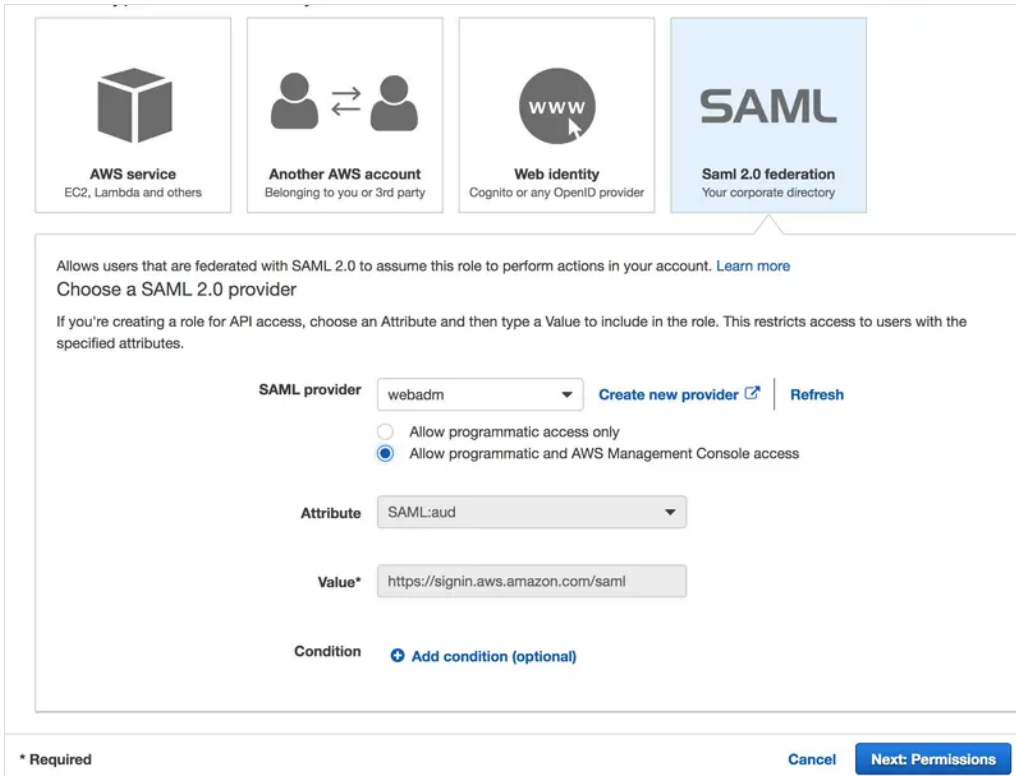 www
SAML
AWS service
EC2, Lambda and others
Another AWS account
Belonging to you or 3rd party
Web identity
Cognito or any OpenID provider
Saml 2.0 federation
Your corporate directory
Allows users that are federated with SAML 2.0 to assume this role to perform actions in your account. Learn more
Choose a SAML 2.0 provider
If you're creating a role for API access, choose an Attribute and then type a Value to include in the role. This restricts access to users with the
specified attributes.
SAML provider webadm Create new provider Refresh
Allow programmatic access only
Allow programmatic and AWS Management Console access
Attribute SAML:aud
Value* https://signin.aws.amazon.com/saml
Condition Add condition (optional)
* Required Cancel Next: Permissions